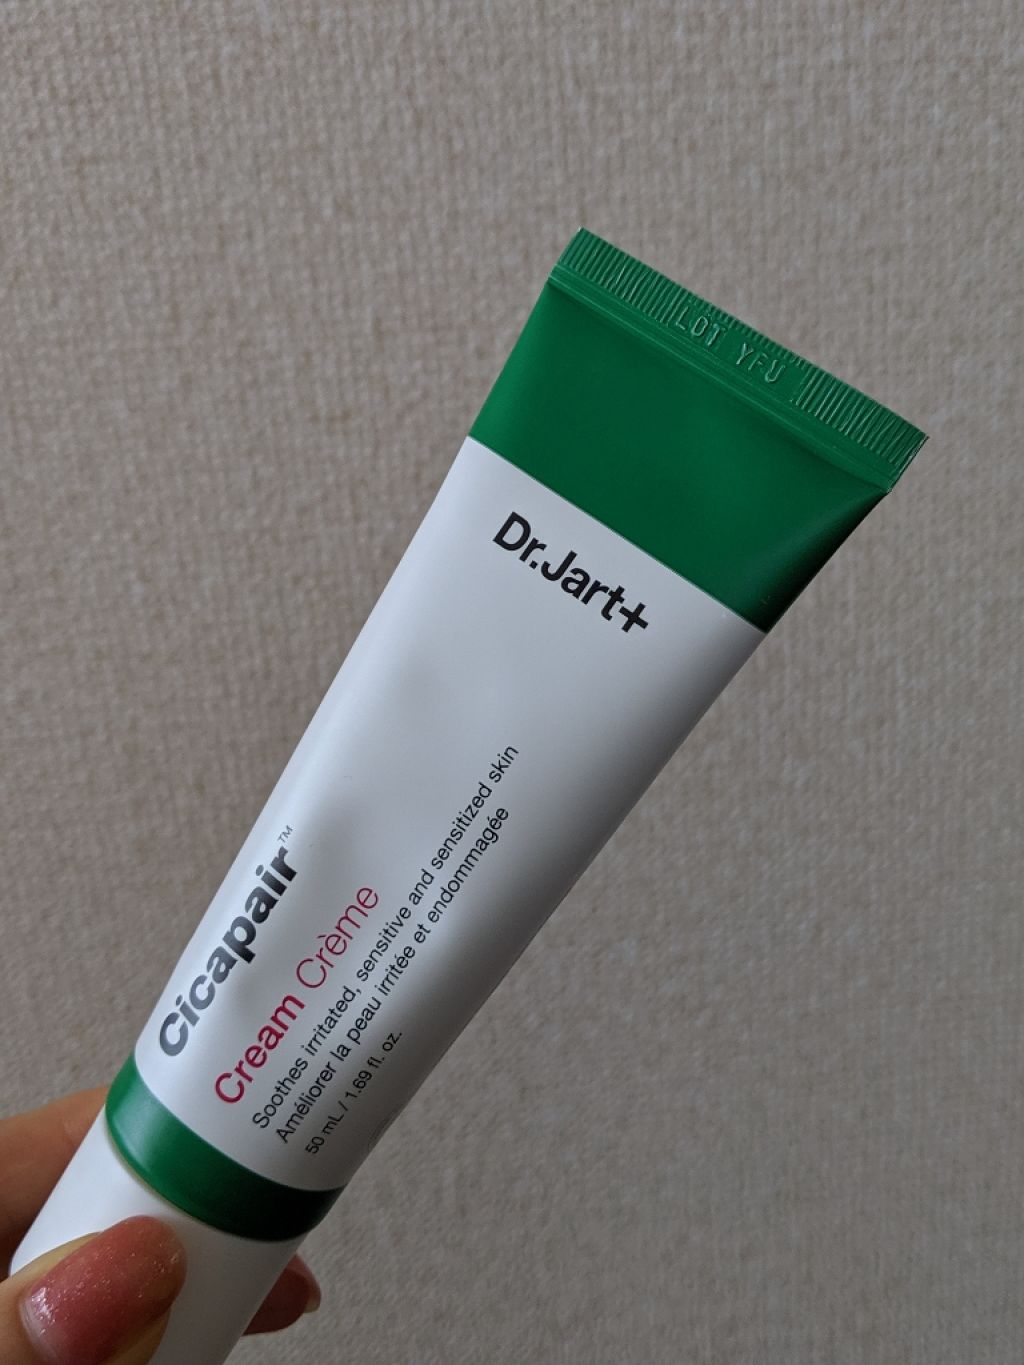 LOT YFU
Dr.Jart+
Cicapair™
Cream Crème
Soothes irritated, sensitive and sensitized skin
Améliorer la peau irritée et endommagée
50 mL / 1.69 fl. oz.